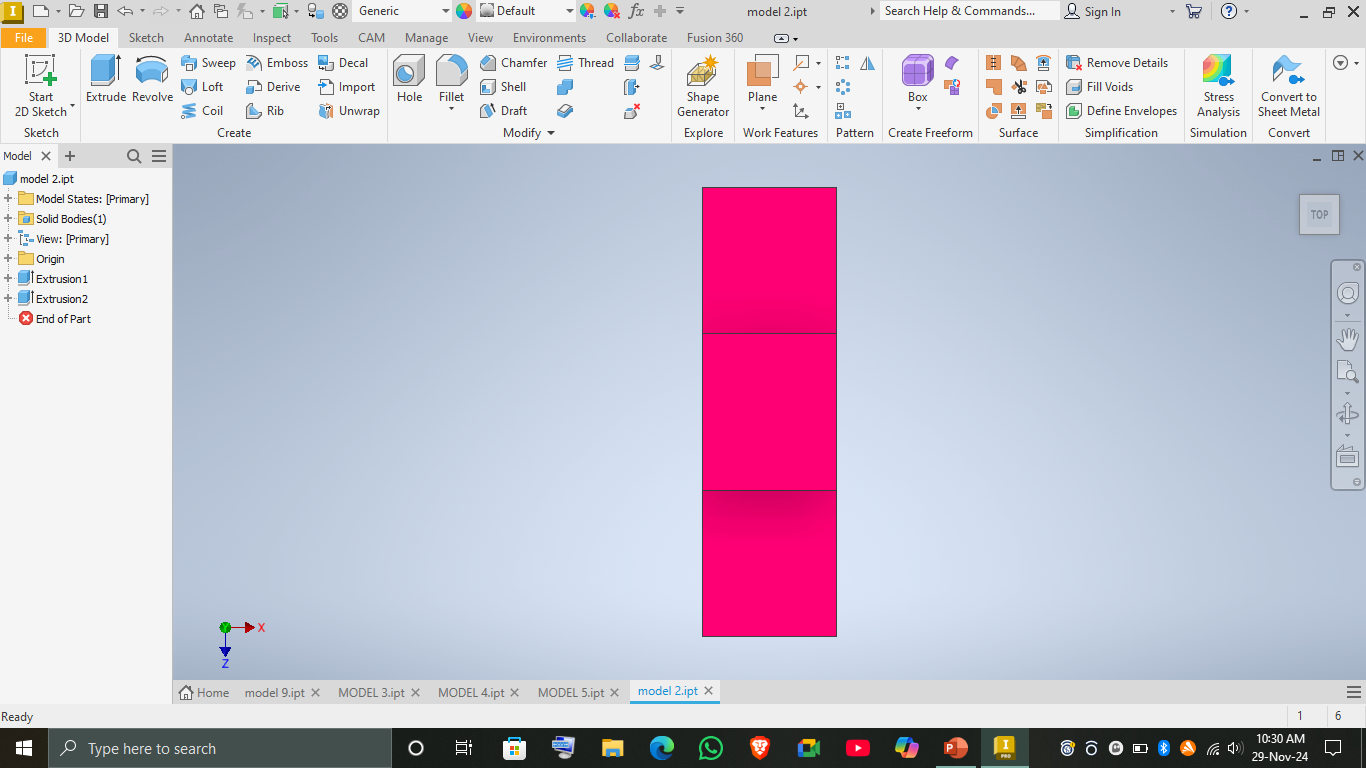 I Generic Default fx model 2.ipt Search Help & Commands... Sign In ?
File 3D Model Sketch Annotate Inspect Tools CAM Manage View Environments Collaborate Fusion 360
Start
2D Sketch
Extrude Revolve
Sweep Emboss Decal
Loft Derive Import
Coil Rib Unwrap
Hole Fillet
Chamfer Thread
Shell
Draft
Shape
Generator
Plane
Box
Remove Details
Fill Voids
Define Envelopes
Stress
Analysis
Convert to
Sheet Metal
Sketch Create Modify Explore Work Features Pattern Create Freeform Surface Simplification Simulation Convert
Model
model 2.ipt
Model States: [Primary]
Solid Bodies(1)
View: [Primary]
Origin
Extrusion1
Extrusion2
End of Part
TOP
X
Z
Home model 9.ipt MODEL 3.ipt MODEL 4.ipt MODEL 5.ipt model 2.ipt
Ready 1 6
Type here to search
10:30 AM
29-Nov-24